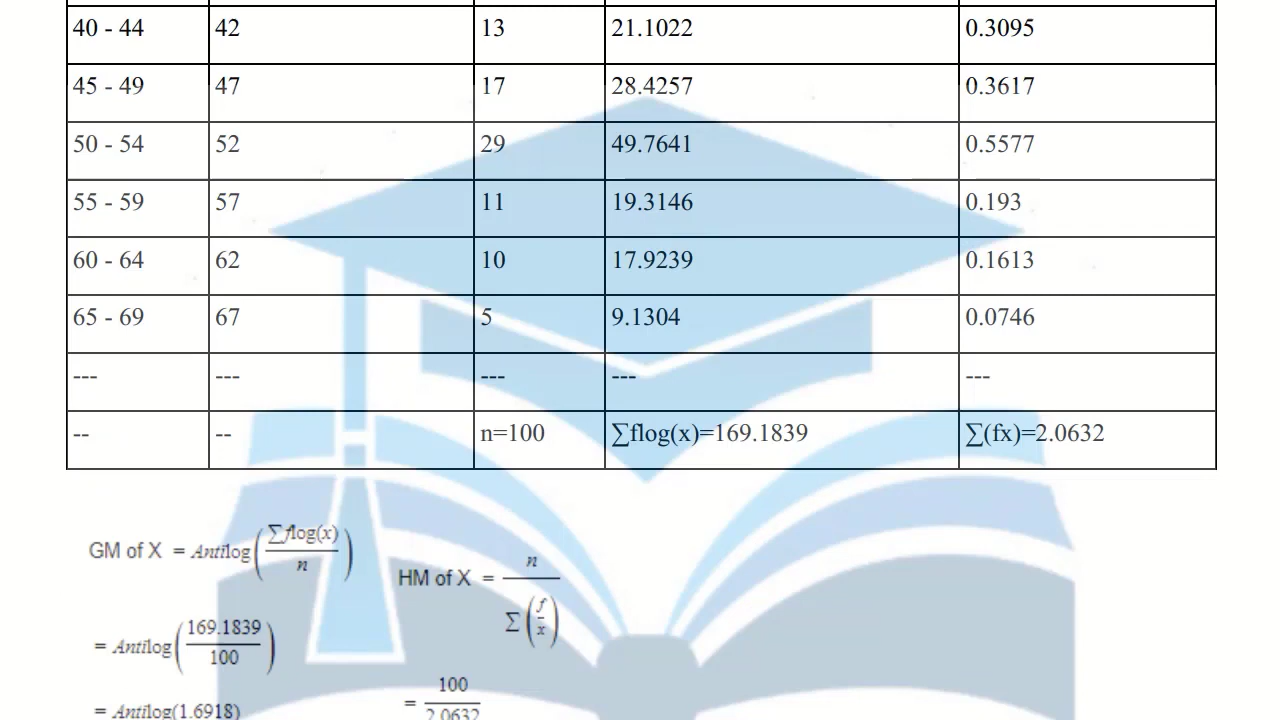 40 - 44 42 13 21.1022 0.3095
45 - 49 47 17 28.4257 0.3617
50 - 54 52 29 49.7641 0.5577
55 - 59 57 11 19.3146 0.193
60 - 64 62 10 17.9239 0.1613
65 - 69 67 5 9.1304 0.0746
--- --- --- --- ---
-- -- n=100 ∑flog(x)=169.1839 ∑(fx)=2.0632
GM of X = Antilog(∑flog(x)/n)
= Antilog(169.1839/100)
= Antilog(1.6918)
HM of X = n/∑(f/x)
= 100/2.0632